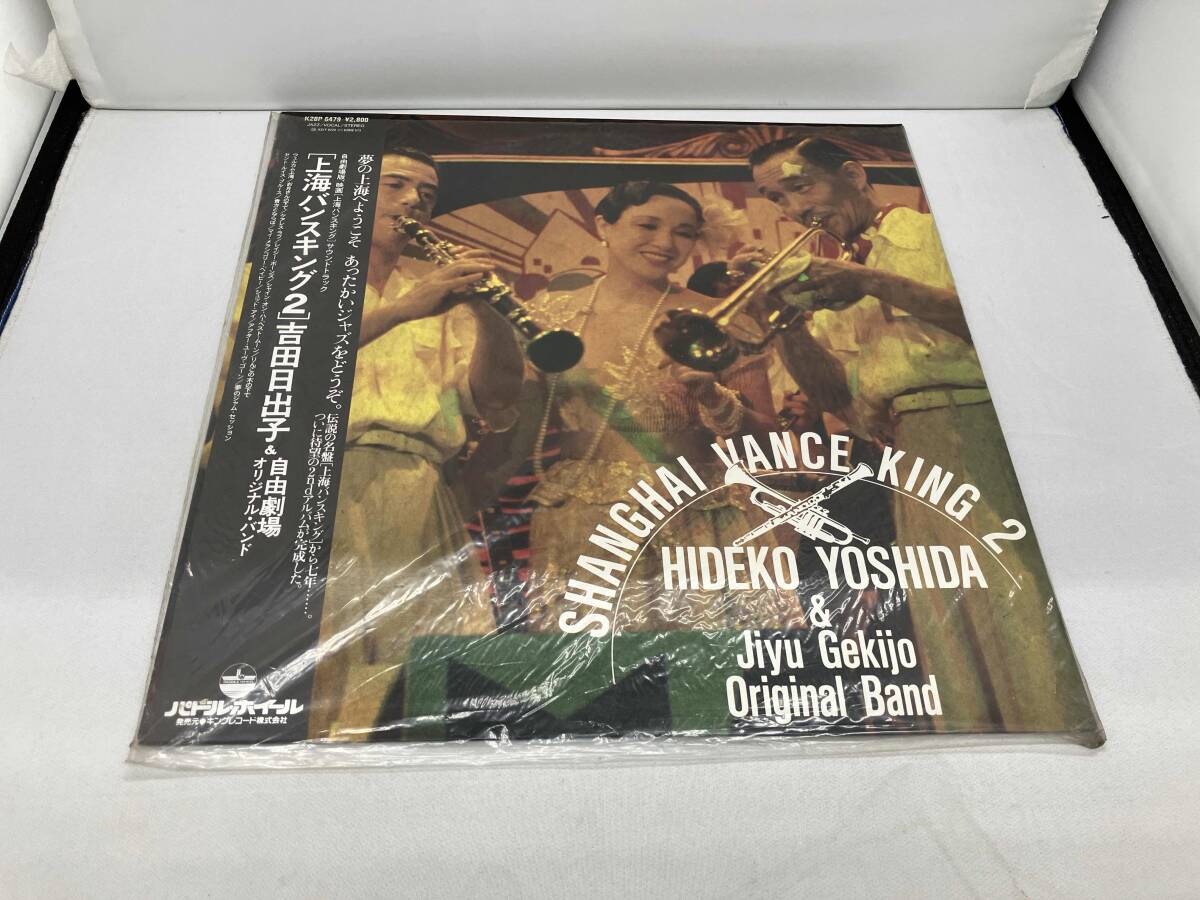 K28P 6479 ¥2,800
JAZZ/VOCAL/STEREO
夢の上海へようこそ あったかいジャズをどうぞ。
自由劇場版、映画「上海バンスキング」サウンドトラック
伝説の名盤「上海バンスキング」から七年……。
ついに待望の2ndアルバムが完成した。
[上海バンスキング2]吉田日出子&自由劇場
オリジナル・バンド
SHANGHAI VANCE KING 2
HIDEKO YOSHIDA
&
Jiyu Gekijo
Original Band
パドルホイール
発売元●キングレコード株式会社